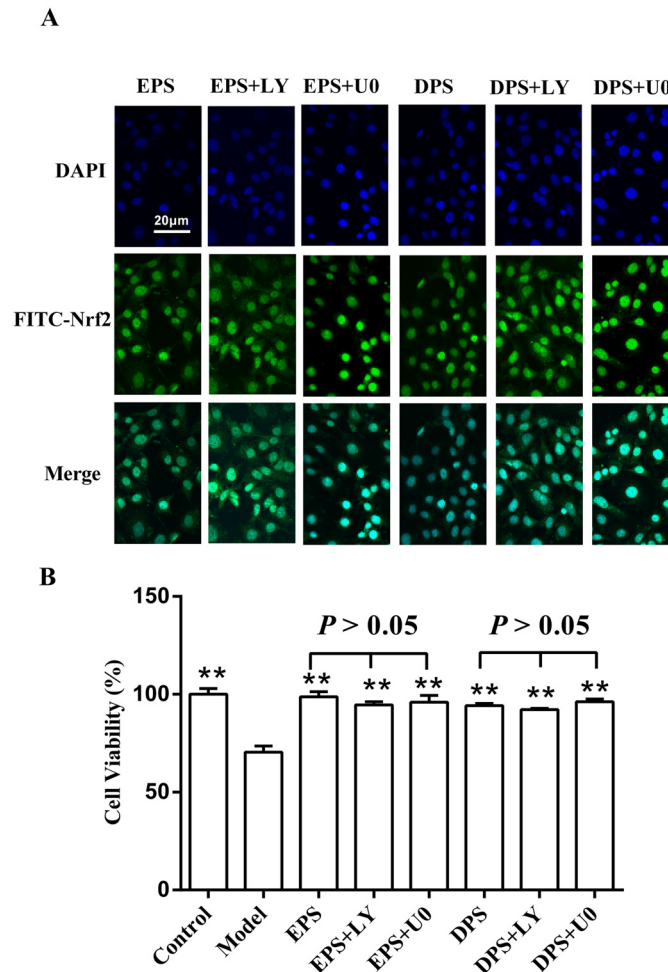 A
EPS EPS+LY EPS+U0 DPS DPS+LY DPS+U0
DAPI
20μm
FITC-Nrf2
Merge
B
Cell Viability (%)
150
100
50
0
P > 0.05 P > 0.05
** ** ** ** ** ** **
Control Model EPS EPS+LY EPS+U0 DPS DPS+LY DPS+U0